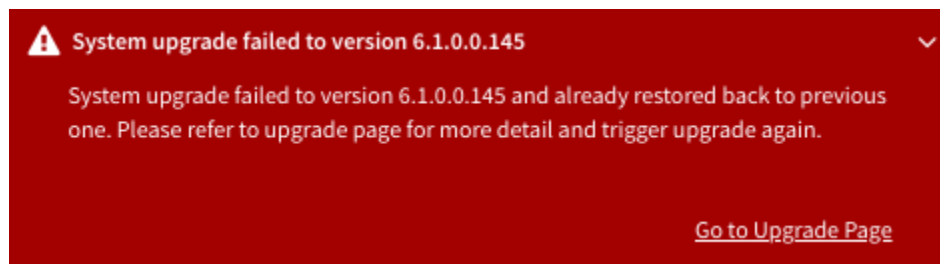 System upgrade failed to version 6.1.0.0.145
System upgrade failed to version 6.1.0.0.145 and already restored back to previous
one. Please refer to upgrade page for more detail and trigger upgrade again.
Go to Upgrade Page